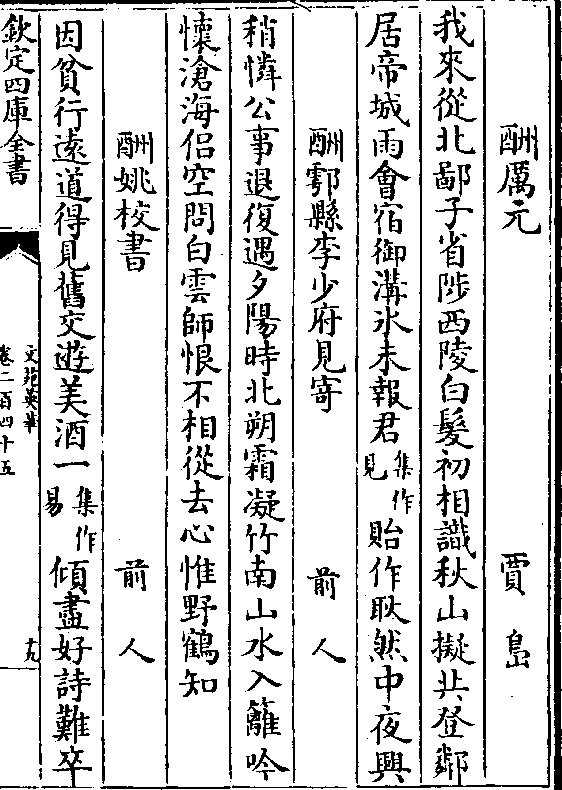 酬厲元　　　　賈島
我來從北鄙子省陟西陵白髮初相識秋山擬共登鄰
居帝城雨會宿御溝氷未報君集作見貽作耿然中夜興
酬鄠縣李少府見寄　　　　前人
稍憐公事退復遇夕陽時北朔霜凝竹南山水入籬吟
懷滄海侶空問白雲師恨不相從去心惟野鶴知
酬姚校書　　　　前人
因貧行遠道得見舊交遊美酒一集作易傾盡好詩難卒
欽定四庫全書
文苑英華
卷二百四十五
十九